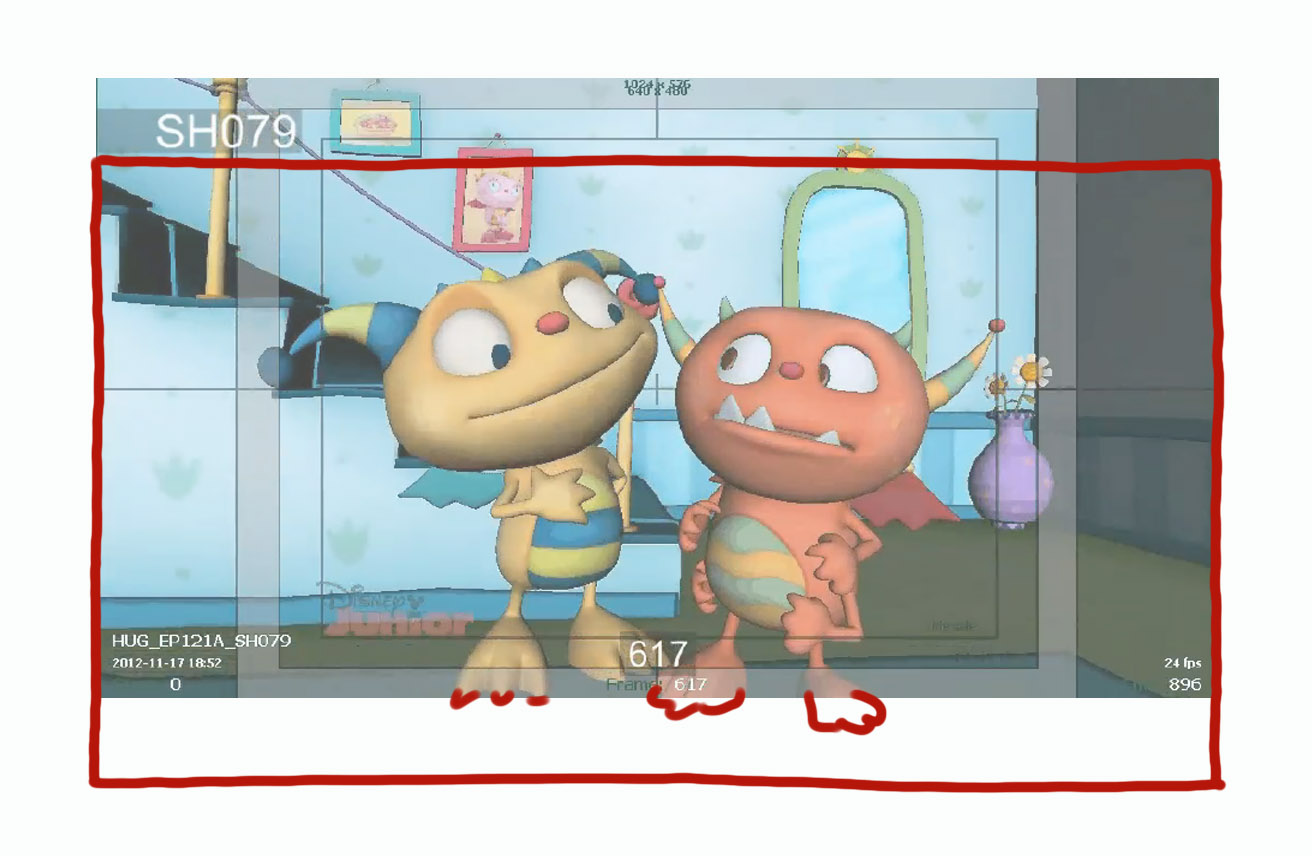 1024 x 576
640 x 480
SH079
Disney
Junior
HUG_EP121A_SH079
2012-11-17 18:52
0
617
Frame: 617
24 fps
896